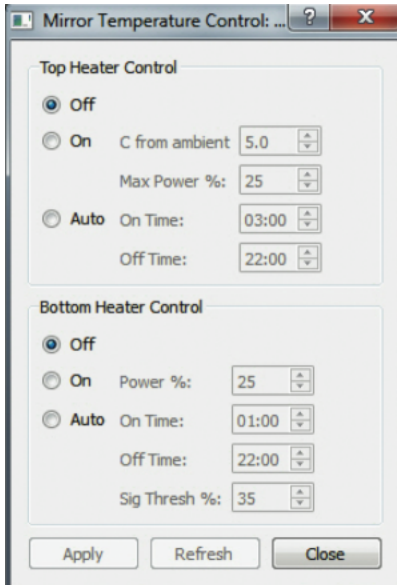 Mirror Temperature Control: ...
Top Heater Control
Off
On C from ambient 5.0
Max Power %: 25
Auto On Time: 03:00
Off Time: 22:00
Bottom Heater Control
Off
On Power %: 25
Auto On Time: 01:00
Off Time: 22:00
Sig Thresh %: 35
Apply Refresh Close